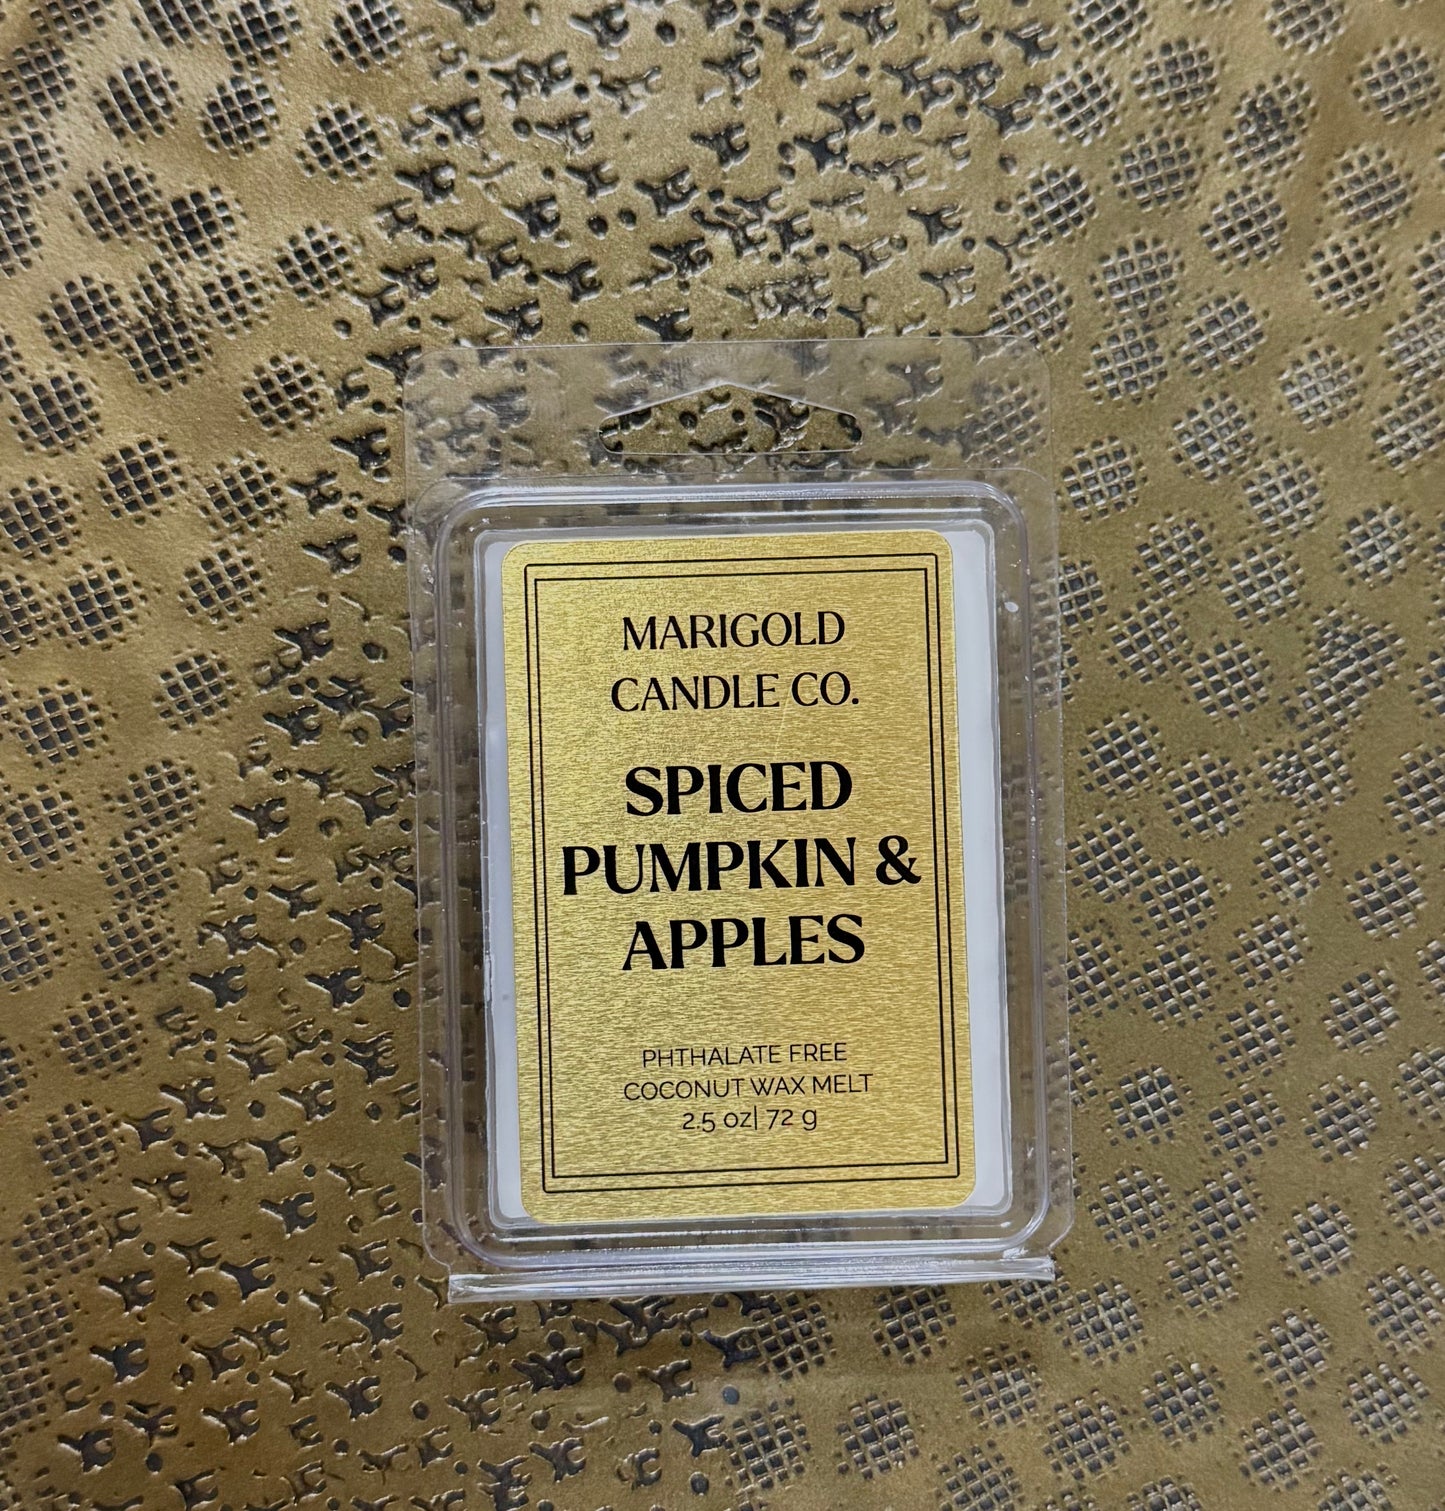 MARIGOLD
CANDLE CO.
SPICED
PUMPKIN &
APPLES
PHTHALATE FREE
COCONUT WAX MELT
2.5 oz| 72 g